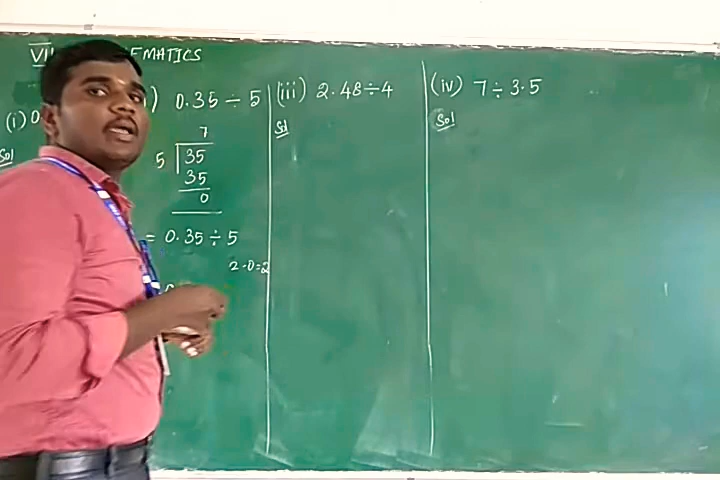 VII EMATICS
(i) 0
Sol
) 0.35 ÷ 5
7
5 35
35
0
= 0.35 ÷ 5
2-0=2
(iii) 2.48÷4
Sol
(iv) 7 ÷ 3.5
Sol